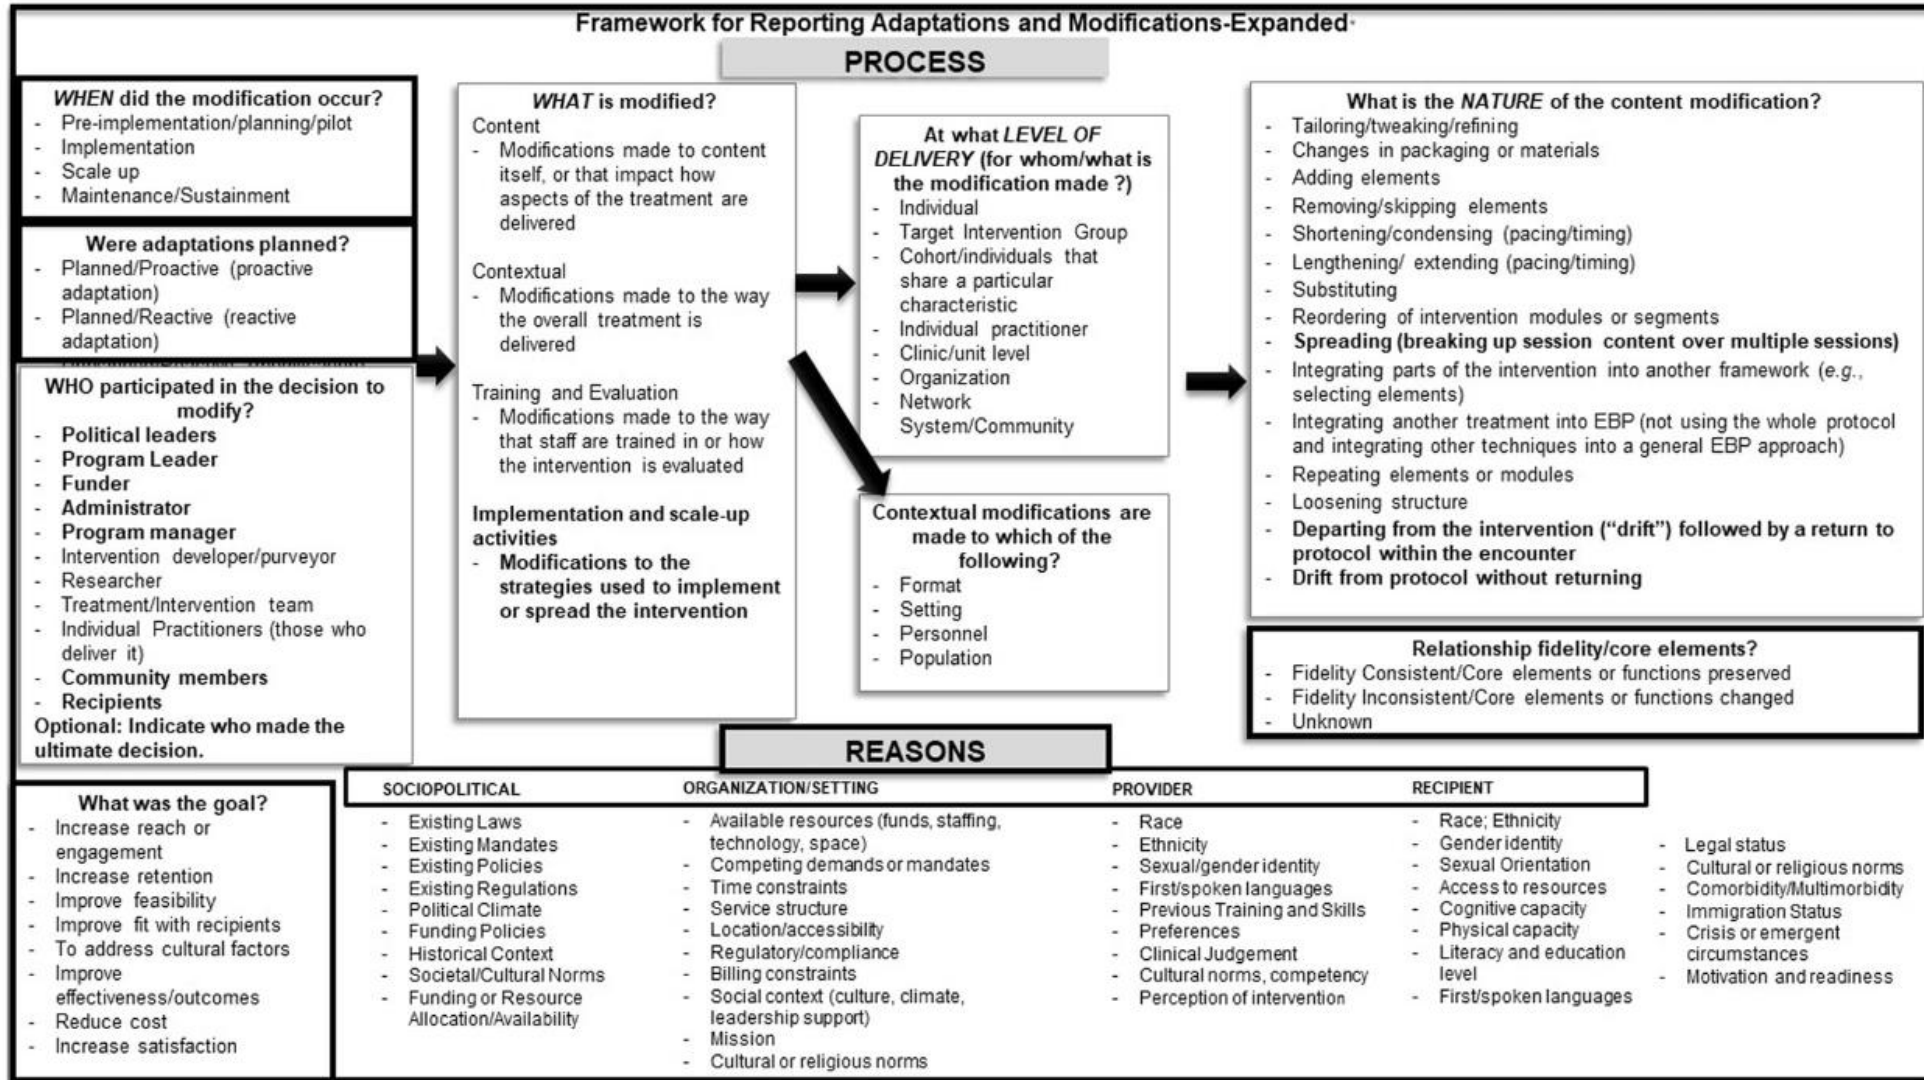 Framework for Reporting Adaptations and Modifications-Expanded
PROCESS
WHEN did the modification occur?
- Pre-implementation/planning/pilot
- Implementation
- Scale up
- Maintenance/Sustainment
Were adaptations planned?
- Planned/Proactive (proactive
adaptation)
- Planned/Reactive (reactive
adaptation)
WHO participated in the decision to
modify?
- Political leaders
- Program Leader
- Funder
- Administrator
- Program manager
- Intervention developer/purveyor
- Researcher
- Treatment/Intervention team
- Individual Practitioners (those who
deliver it)
- Community members
- Recipients
Optional: Indicate who made the
ultimate decision.
WHAT is modified?
Content
- Modifications made to content
itself, or that impact how
aspects of the treatment are
delivered
Contextual
- Modifications made to the way
the overall treatment is
delivered
Training and Evaluation
- Modifications made to the way
that staff are trained in or how
the intervention is evaluated
Implementation and scale-up
activities
- Modifications to the
strategies used to implement
or spread the intervention
At what LEVEL OF
DELIVERY (for whom/what is
the modification made ?)
- Individual
- Target Intervention Group
- Cohort/individuals that
share a particular
characteristic
- Individual practitioner
- Clinic/unit level
- Organization
- Network
System/Community
Contextual modifications are
made to which of the
following?
- Format
- Setting
- Personnel
- Population
What is the NATURE of the content modification?
- Tailoring/tweaking/refining
- Changes in packaging or materials
- Adding elements
- Removing/skipping elements
- Shortening/condensing (pacing/timing)
- Lengthening/ extending (pacing/timing)
- Substituting
- Reordering of intervention modules or segments
- Spreading (breaking up session content over multiple sessions)
- Integrating parts of the intervention into another framework (e.g.,
selecting elements)
- Integrating another treatment into EBP (not using the whole protocol
and integrating other techniques into a general EBP approach)
- Repeating elements or modules
- Loosening structure
- Departing from the intervention (“drift”) followed by a return to
protocol within the encounter
- Drift from protocol without returning
Relationship fidelity/core elements?
- Fidelity Consistent/Core elements or functions preserved
- Fidelity Inconsistent/Core elements or functions changed
- Unknown
REASONS
What was the goal?
- Increase reach or
engagement
- Increase retention
- Improve feasibility
- Improve fit with recipients
- To address cultural factors
- Improve
effectiveness/outcomes
- Reduce cost
- Increase satisfaction
SOCIOPOLITICAL
- Existing Laws
- Existing Mandates
- Existing Policies
- Existing Regulations
- Political Climate
- Funding Policies
- Historical Context
- Societal/Cultural Norms
- Funding or Resource
Allocation/Availability
ORGANIZATION/SETTING
- Available resources (funds, staffing,
technology, space)
- Competing demands or mandates
- Time constraints
- Service structure
- Location/accessibility
- Regulatory/compliance
- Billing constraints
- Social context (culture, climate,
leadership support)
- Mission
- Cultural or religious norms
PROVIDER
- Race
- Ethnicity
- Sexual/gender identity
- First/spoken languages
- Previous Training and Skills
- Preferences
- Clinical Judgement
- Cultural norms, competency
- Perception of intervention
RECIPIENT
- Race; Ethnicity
- Gender identity
- Sexual Orientation
- Access to resources
- Cognitive capacity
- Physical capacity
- Literacy and education
level
- First/spoken languages
- Legal status
- Cultural or religious norms
- Comorbidity/Multimorbidity
- Immigration Status
- Crisis or emergent
circumstances
- Motivation and readiness